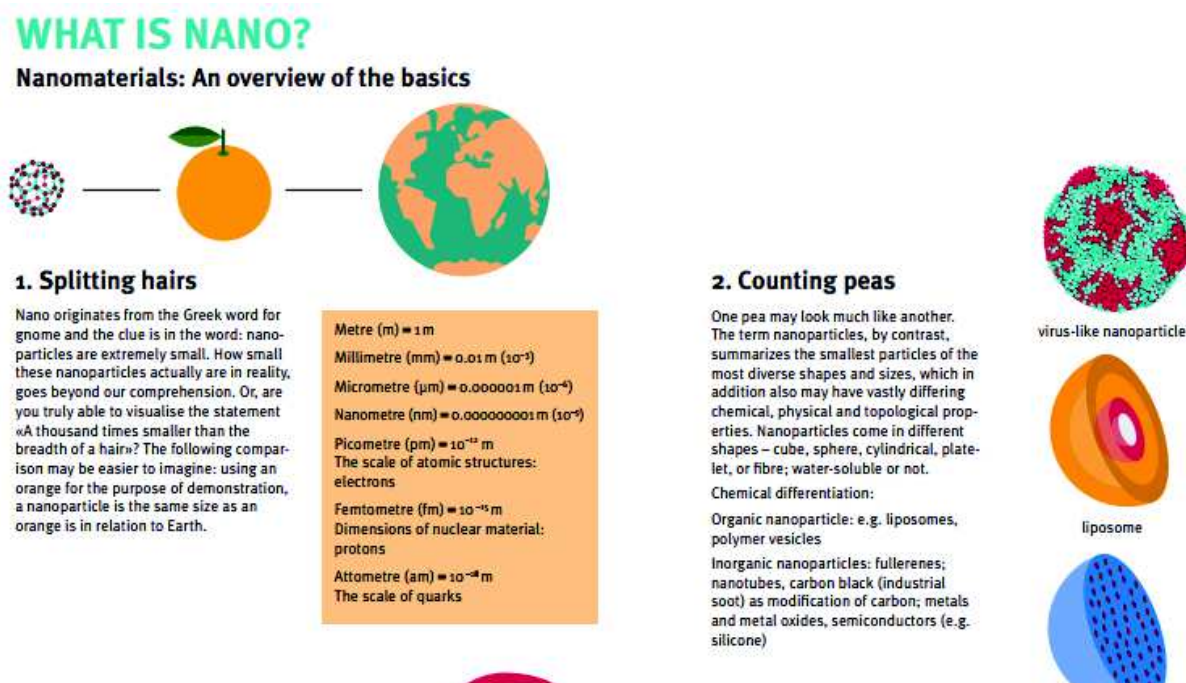 WHAT IS NANO?
Nanomaterials: An overview of the basics
1. Splitting hairs
Nano originates from the Greek word for
gnome and the clue is in the word: nano-
particles are extremely small. How small
these nanoparticles actually are in reality,
goes beyond our comprehension. Or, are
you truly able to visualise the statement
«A thousand times smaller than the
breadth of a hair»? The following compar-
ison may be easier to imagine: using an
orange for the purpose of demonstration,
a nanoparticle is the same size as an
orange is in relation to Earth.
Metre (m) = 1 m
Millimetre (mm) = 0.01 m (10⁻³)
Micrometre (µm) = 0.000001 m (10⁻⁶)
Nanometre (nm) = 0.000000001 m (10⁻⁹)
Picometre (pm) = 10⁻¹² m
The scale of atomic structures:
electrons
Femtometre (fm) = 10⁻¹⁵ m
Dimensions of nuclear material:
protons
Attometre (am) = 10⁻¹⁸ m
The scale of quarks
2. Counting peas
One pea may look much like another.
The term nanoparticles, by contrast,
summarizes the smallest particles of the
most diverse shapes and sizes, which in
addition also may have vastly differing
chemical, physical and topological prop-
erties. Nanoparticles come in different
shapes – cube, sphere, cylindrical, plate-
let, or fibre; water-soluble or not.
Chemical differentiation:
Organic nanoparticle: e.g. liposomes,
polymer vesicles
Inorganic nanoparticles: fullerenes;
nanotubes, carbon black (industrial
soot) as modification of carbon; metals
and metal oxides, semiconductors (e.g.
silicone)
virus-like nanoparticle
liposome